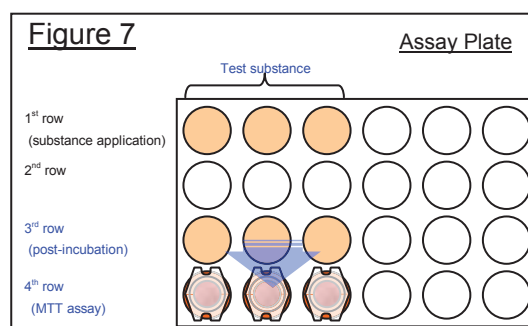 Figure 7
Assay Plate
Test substance
1st row
(substance application)
2nd row
3rd row
(post-incubation)
4th row
(MTT assay)